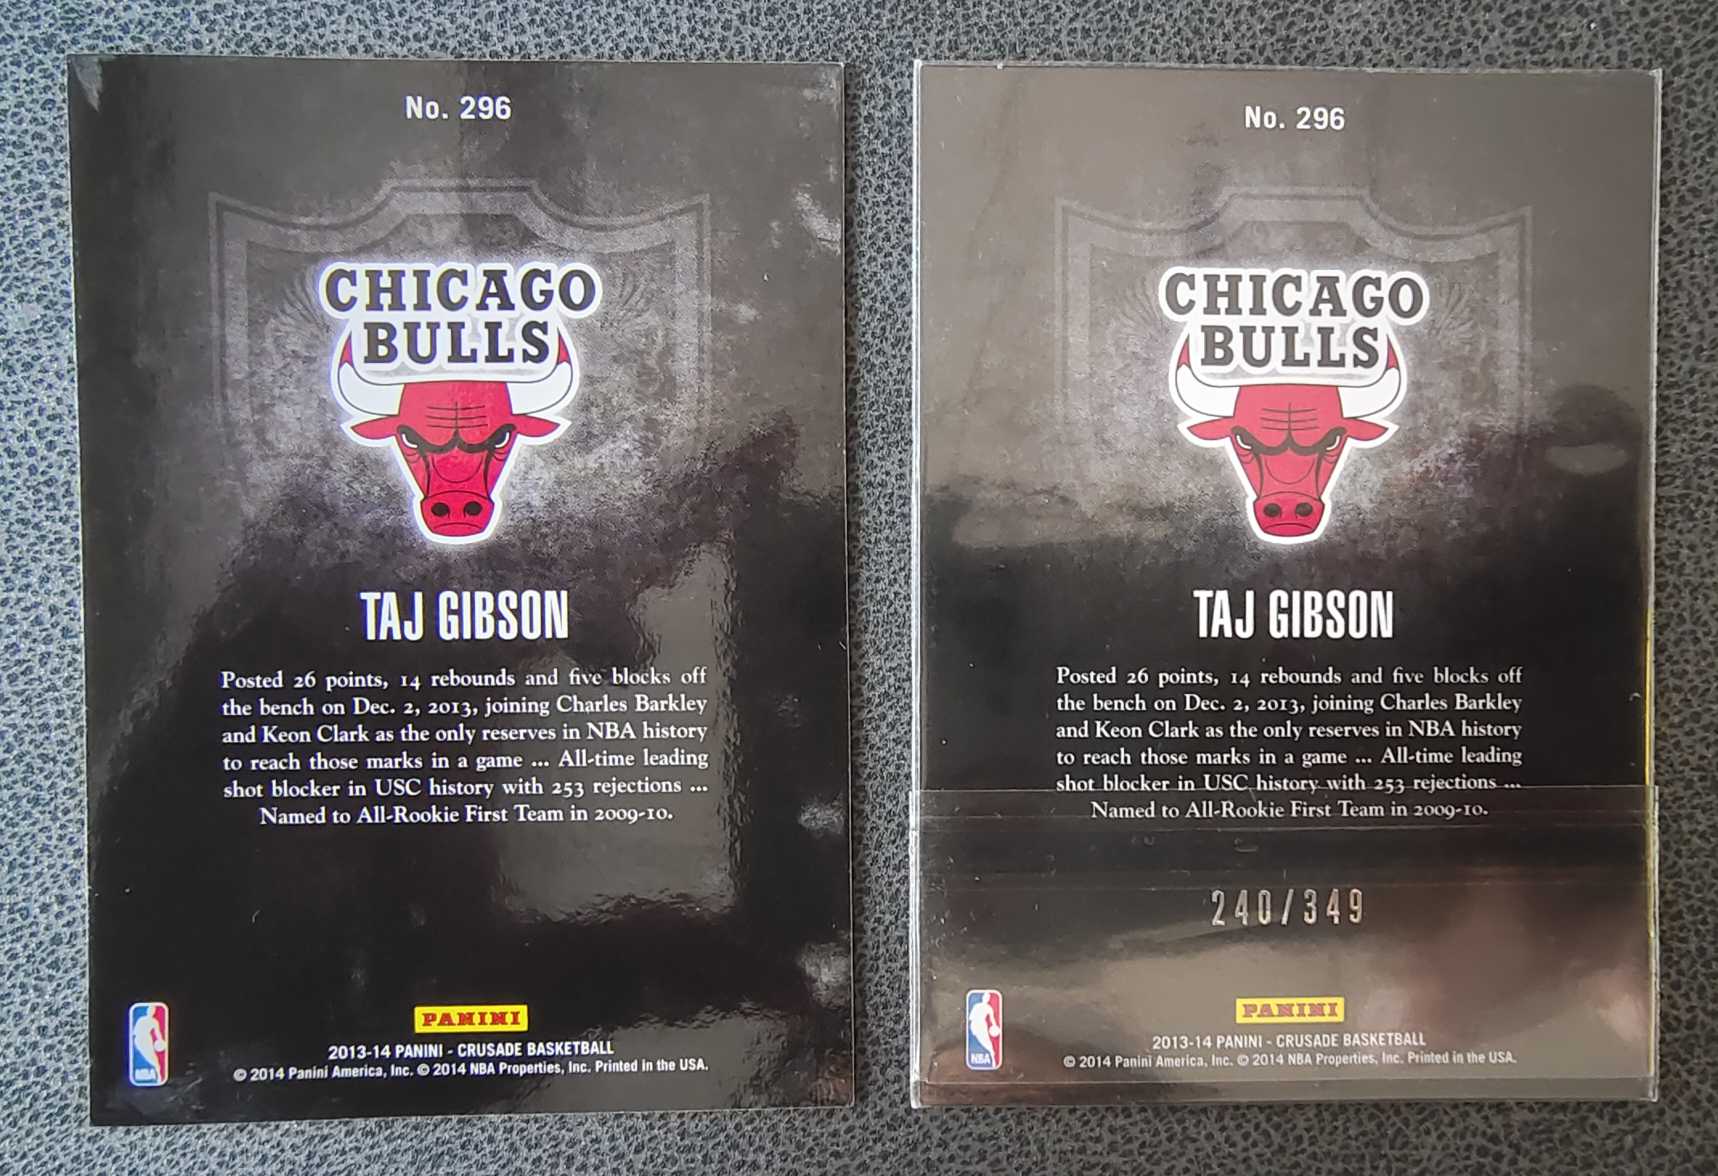 No. 296
CHICAGO
BULLS
TAJ GIBSON
Posted 26 points, 14 rebounds and five blocks off
the bench on Dec. 2, 2013, joining Charles Barkley
and Keon Clark as the only reserves in NBA history
to reach those marks in a game ... All-time leading
shot blocker in USC history with 253 rejections ...
Named to All-Rookie First Team in 2009-10.
NBA
PANINI
2013-14 PANINI - CRUSADE BASKETBALL
© 2014 Panini America, Inc. © 2014 NBA Properties, Inc. Printed in the USA.
No. 296
CHICAGO
BULLS
TAJ GIBSON
Posted 26 points, 14 rebounds and five blocks off
the bench on Dec. 2, 2013, joining Charles Barkley
and Keon Clark as the only reserves in NBA history
to reach those marks in a game ... All-time leading
shot blocker in USC history with 253 rejections ...
Named to All-Rookie First Team in 2009-10.
240/349
NBA
PANINI
2013-14 PANINI - CRUSADE BASKETBALL
© 2014 Panini America, Inc. © 2014 NBA Properties, Inc. Printed in the USA.